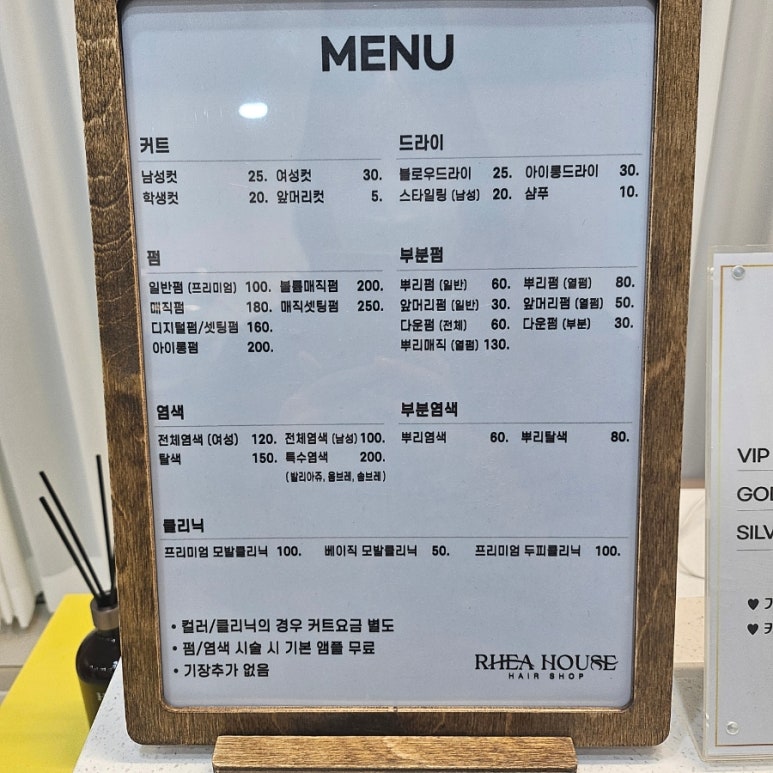 MENU
커트
남성컷 25. 여성컷 30.
학생컷 20. 앞머리컷 5.
드라이
블로우드라이 25. 아이롱드라이 30.
스타일링 (남성) 20. 샴푸 10.
펌
일반펌 (프리미엄) 100. 볼륨매직펌 200.
매직펌 180. 매직셋팅펌 250.
디지털펌/셋팅펌 160.
아이롱펌 200.
부분펌
뿌리펌 (일반) 60. 뿌리펌 (열펌) 80.
앞머리펌 (일반) 30. 앞머리펌 (열펌) 50.
다운펌 (전체) 60. 다운펌 (부분) 30.
뿌리매직 (열펌) 130.
염색
전체염색 (여성) 120. 전체염색 (남성) 100.
탈색 150. 특수염색 200.
(발리아쥬, 옴브레, 솜브레)
부분염색
뿌리염색 60. 뿌리탈색 80.
클리닉
프리미엄 모발클리닉 100. 베이직 모발클리닉 50. 프리미엄 두피클리닉 100.
• 컬러/클리닉의 경우 커트요금 별도
• 펌/염색 시술 시 기본 앰플 무료
• 기장추가 없음
RHEA HOUSE
HAIR SHOP
VIP